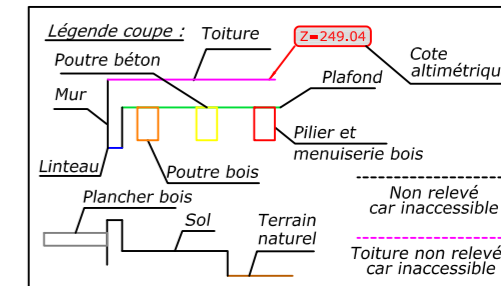 Légende coupe :
Toiture
Z=249.04
Poutre béton
Cote
altimétriqu
Plafond
Mur
Pilier et
menuiserie bois
Linteau
Poutre bois
Plancher bois
Non relevé
car inaccessible
Sol
Terrain
naturel
Toiture non relevé
car inaccessible